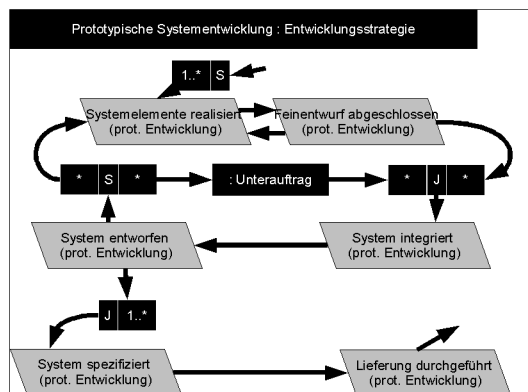 Prototypische Systementwicklung : Entwicklungsstrategie
1..* S
Systemelemente realisiert
(prot. Entwicklung)
Feinentwurf abgeschlossen
(prot. Entwicklung)
* S *
: Unterauftrag
* J *
System entworfen
(prot. Entwicklung)
System integriert
(prot. Entwicklung)
J 1..*
System spezifiziert
(prot. Entwicklung)
Lieferung durchgeführt
(prot. Entwicklung)